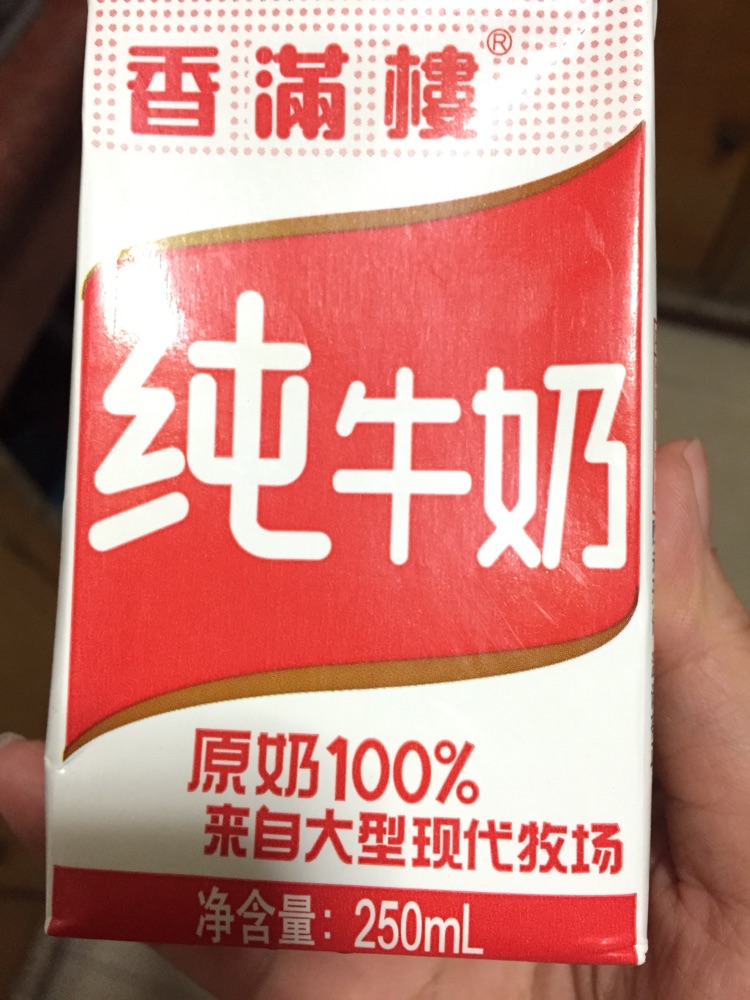 香滿樓®
纯牛奶
原奶100%
来自大型现代牧场
净含量：250mL